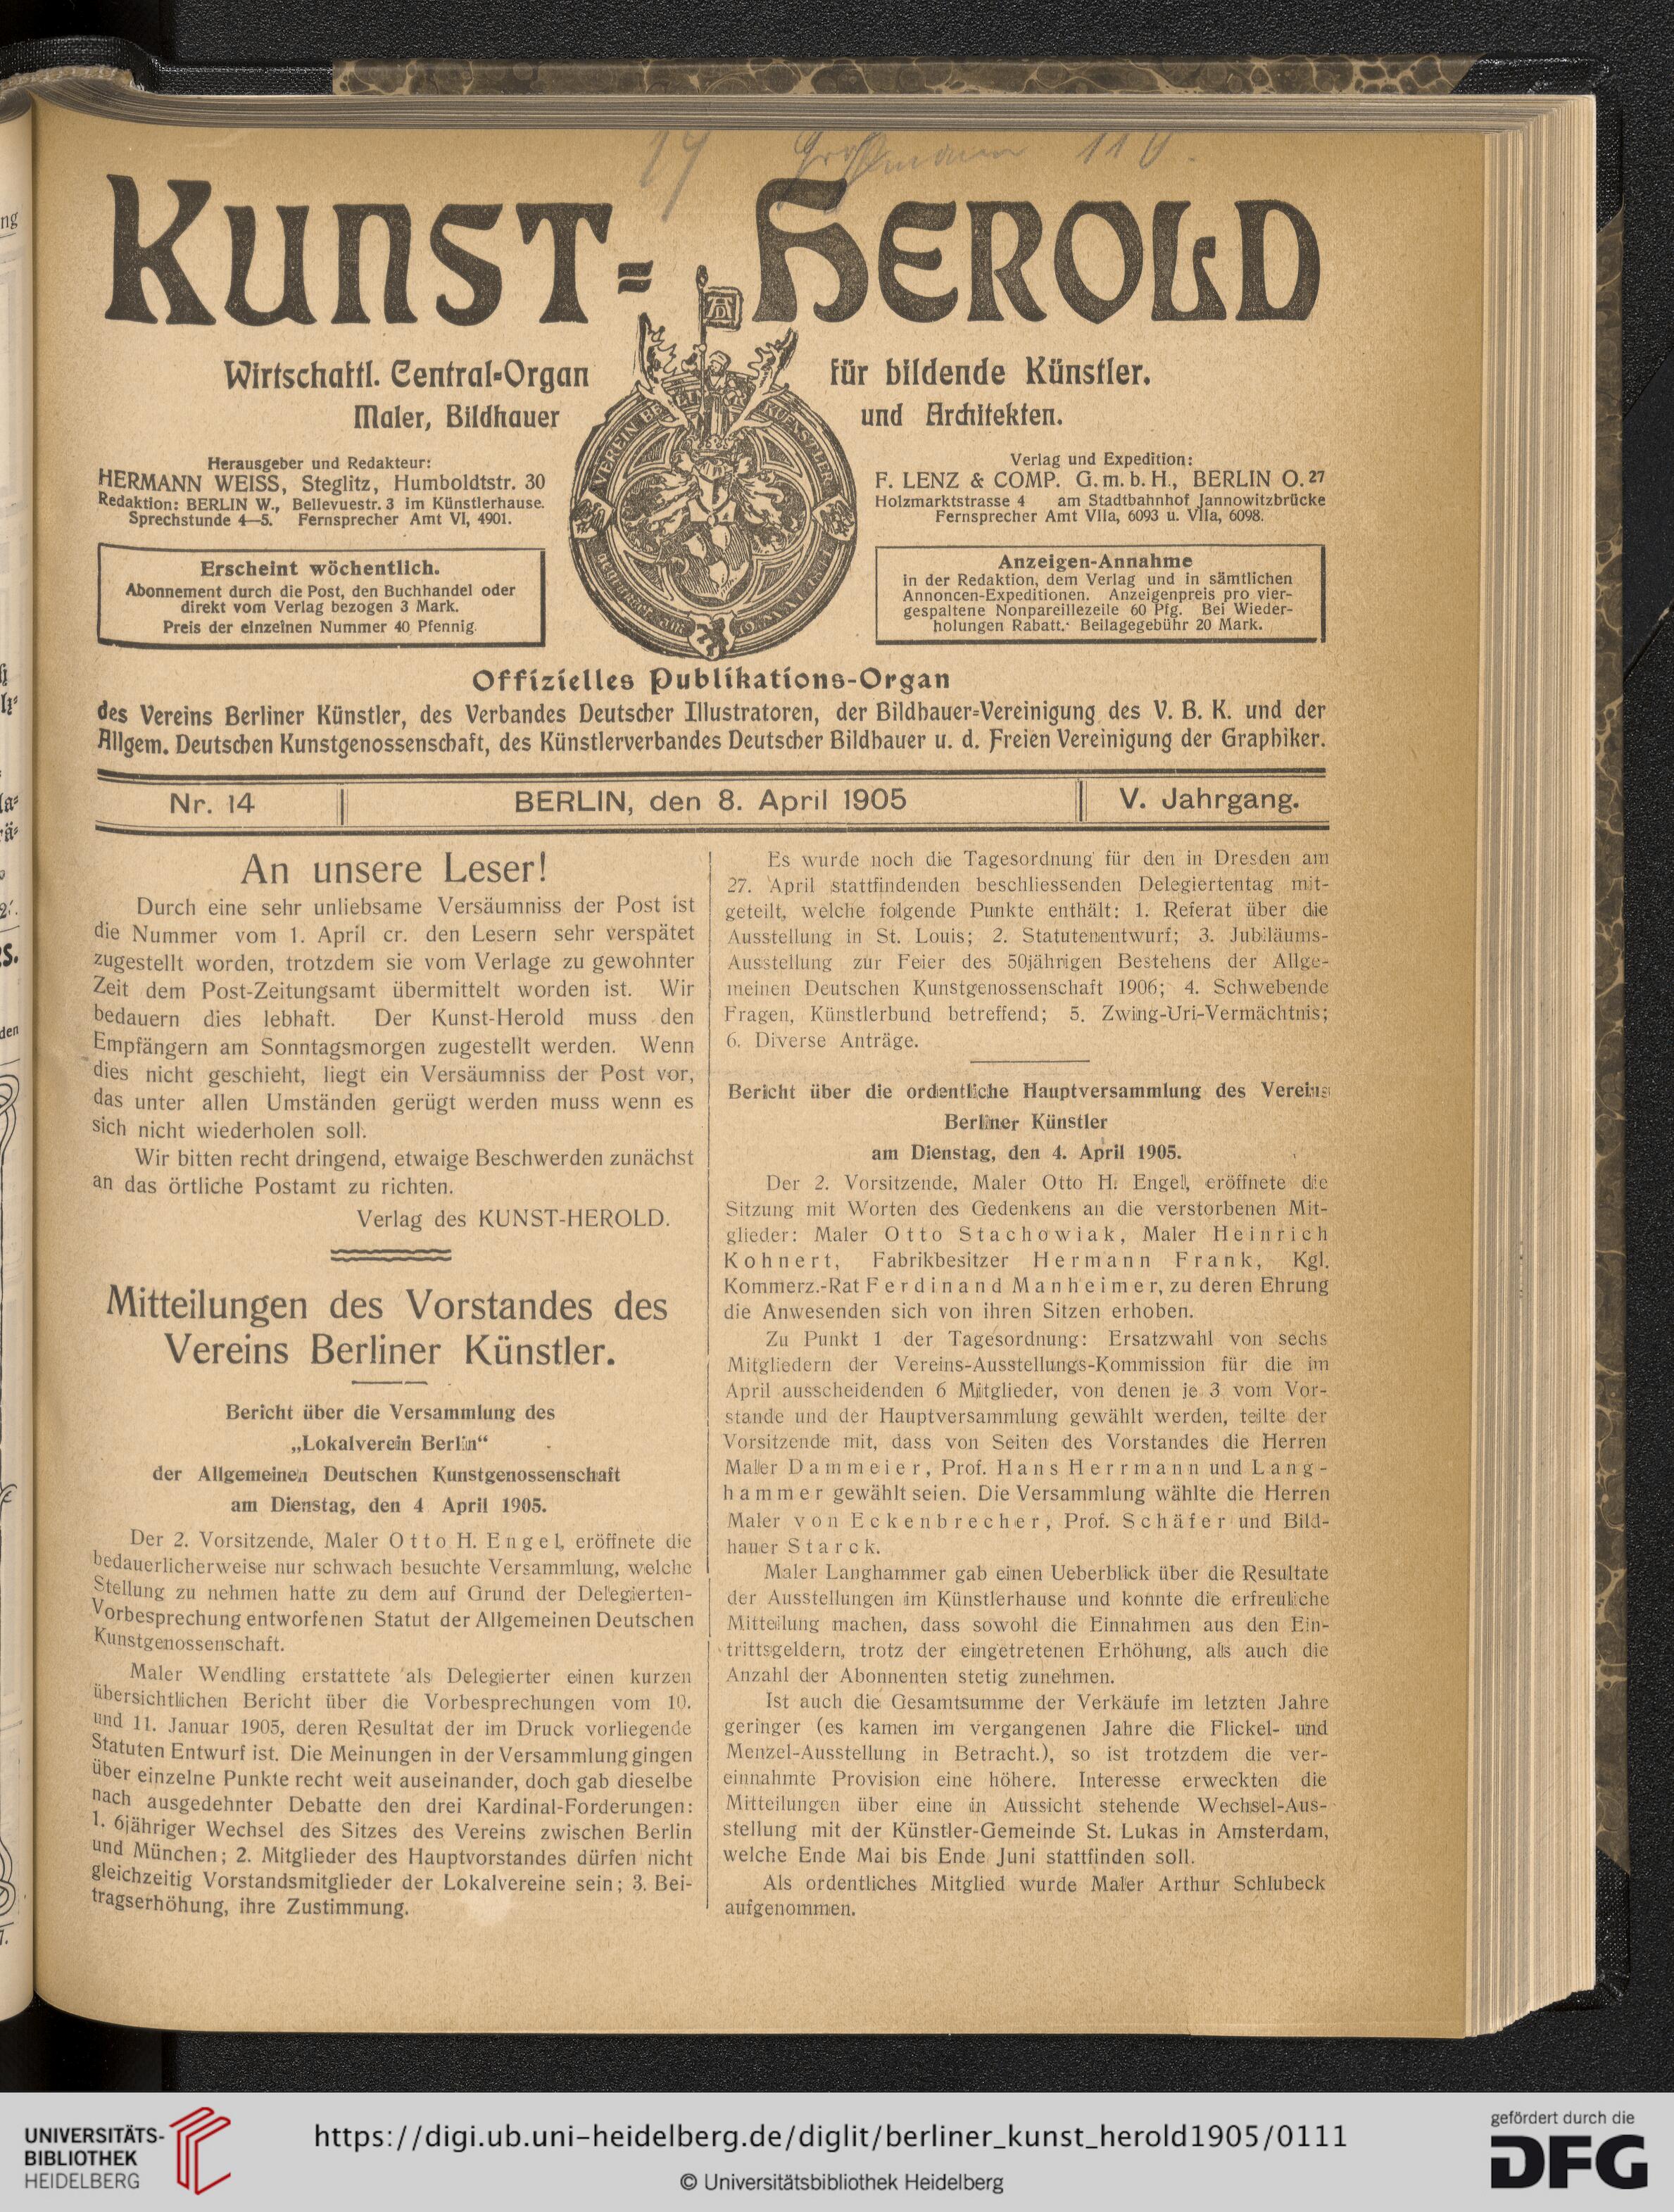 KUNST-HEROLD
Wirtschaftl. Central-Organ für bildende Künstler,
Maler, Bildhauer und Architekten.
Herausgeber und Redakteur:
HERMANN WEISS, Steglitz, Humboldtstr. 30
Redaktion: BERLIN W., Bellevuestr. 3 im Künstlerhause.
Sprechstunde 4—5. Fernsprecher Amt VI, 4901.
Erscheint wöchentlich.
Abonnement durch die Post, den Buchhandel oder
direkt vom Verlag bezogen 3 Mark.
Preis der einzelnen Nummer 40 Pfennig.
VEREIN BERLINER KÜNSTLER
Verlag und Expedition:
F. LENZ & COMP. G. m. b. H., BERLIN O. 27
Holzmarktstrasse 4 am Stadtbahnhof Jannowitzbrücke
Fernsprecher Amt VIIa, 6093 u. VIIa, 6098.
Anzeigen-Annahme
in der Redaktion, dem Verlag und in sämtlichen
Annoncen-Expeditionen. Anzeigenpreis pro vier-
gespaltene Nonpareillezeile 60 Pfg. Bei Wieder-
holungen Rabatt. Beilagegebühr 20 Mark.
Offizielles Publikations-Organ
des Vereins Berliner Künstler, des Verbandes Deutscher Illustratoren, der Bildhauer-Vereinigung des V. B. K. und der
Allgem. Deutschen Kunstgenossenschaft, des Künstlerverbandes Deutscher Bildhauer u. d. Freien Vereinigung der Graphiker.
Nr. 14
BERLIN, den 8. April 1905
V. Jahrgang.
An unsere Leser!
Durch eine sehr unliebsame Versäumniss der Post ist
die Nummer vom 1. April cr. den Lesern sehr verspätet
zugestellt worden, trotzdem sie vom Verlage zu gewohnter
Zeit dem Post-Zeitungsamt übermittelt worden ist. Wir
bedauern dies lebhaft. Der Kunst-Herold muss den
Empfängern am Sonntagsmorgen zugestellt werden. Wenn
dies nicht geschieht, liegt ein Versäumniss der Post vor,
das unter allen Umständen gerügt werden muss wenn es
sich nicht wiederholen soll.
Wir bitten recht dringend, etwaige Beschwerden zunächst
an das örtliche Postamt zu richten.
Verlag des KUNST-HEROLD.
Mitteilungen des Vorstandes des
Vereins Berliner Künstler.
Bericht über die Versammlung des
„Lokalverein Berlin“
der Allgemeinen Deutschen Kunstgenossenschaft
am Dienstag, den 4 April 1905.
Der 2. Vorsitzende, Maler Otto H. Engel, eröffnete die
bedauerlicherweise nur schwach besuchte Versammlung, welche
Stellung zu nehmen hatte zu dem auf Grund der Delegierten-
Vorbesprechung entworfenen Statut der Allgemeinen Deutschen
Kunstgenossenschaft.
Maler Wendling erstattete als Delegierter einen kurzen
übersichtlichen Bericht über die Vorbesprechungen vom 10.
und 11. Januar 1905, deren Resultat der im Druck vorliegende
Statuten Entwurf ist. Die Meinungen in der Versammlung gingen
über einzelne Punkte recht weit auseinander, doch gab dieselbe
nach ausgedehnter Debatte den drei Kardinal-Forderungen:
1. 6jähriger Wechsel des Sitzes des Vereins zwischen Berlin
und München; 2. Mitglieder des Hauptvorstandes dürfen nicht
gleichzeitig Vorstandsmitglieder der Lokalvereine sein; 3. Bei-
tragserhöhung, ihre Zustimmung.
Es wurde noch die Tagesordnung für den in Dresden am
27. April stattfindenden beschliessenden Delegiertentag mit-
geteilt, welche folgende Punkte enthält: 1. Referat über die
Ausstellung in St. Louis; 2. Statutenentwurf; 3. Jubiläums-
Ausstellung zur Feier des 50jährigen Bestehens der Allge-
meinen Deutschen Kunstgenossenschaft 1906; 4. Schwebende
Fragen, Künstlerbund betreffend; 5. Zwing-Uri-Vermächtnis;
6. Diverse Anträge.
Bericht über die ordentliche Hauptversammlung des Vereins
Berliner Künstler
am Dienstag, den 4. April 1905.
Der 2. Vorsitzende, Maler Otto H. Engel, eröffnete die
Sitzung mit Worten des Gedenkens an die verstorbenen Mit-
glieder: Maler Otto Stachowiak, Maler Heinrich
Kohnert, Fabrikbesitzer Hermann Frank, Kgl.
Kommerz.-Rat Ferdinand Manheimer, zu deren Ehrung
die Anwesenden sich von ihren Sitzen erhoben.
Zu Punkt 1 der Tagesordnung: Ersatzwahl von sechs
Mitgliedern der Vereins-Ausstellungs-Kommission für die im
April ausscheidenden 6 Mitglieder, von denen je 3 vom Vor-
stande und der Hauptversammlung gewählt werden, teilte der
Vorsitzende mit, dass von Seiten des Vorstandes die Herren
Maler Dammeier, Prof. Hans Herrmann und Lang-
hammer gewählt seien. Die Versammlung wählte die Herren
Maler von Eckenbrecher, Prof. Schäfer und Bild-
hauer Starck.
Maler Langhammer gab einen Ueberblick über die Resultate
der Ausstellungen im Künstlerhause und konnte die erfreuliche
Mitteilung machen, dass sowohl die Einnahmen aus den Ein-
trittsgeldern, trotz der eingetretenen Erhöhung, als auch die
Anzahl der Abonnenten stetig zunehmen.
Ist auch die Gesamtsumme der Verkäufe im letzten Jahre
geringer (es kamen im vergangenen Jahre die Flickel- und
Menzel-Ausstellung in Betracht.), so ist trotzdem die ver-
einnahmte Provision eine höhere. Interesse erweckten die
Mitteilungen über eine in Aussicht stehende Wechsel-Aus-
stellung mit der Künstler-Gemeinde St. Lukas in Amsterdam,
welche Ende Mai bis Ende Juni stattfinden soll.
Als ordentliches Mitglied wurde Maler Arthur Schlubeck
aufgenommen.
UNIVERSITÄTS-
BIBLIOTHEK
HEIDELBERG
https://digi.ub.uni-heidelberg.de/diglit/berliner_kunst_herold1905/0111
© Universitätsbibliothek Heidelberg
gefördert durch die
DFG